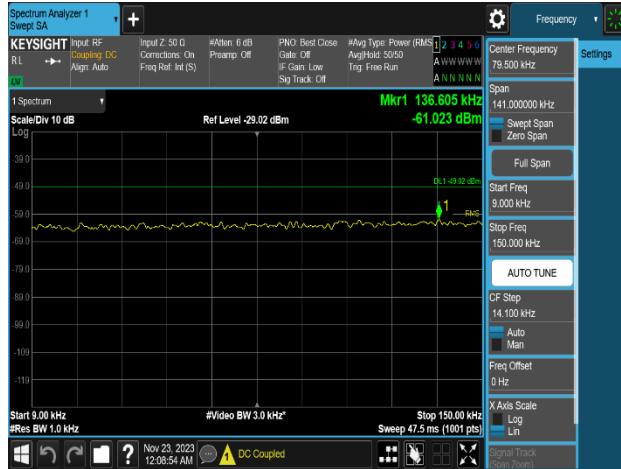 Spectrum Analyzer 1
Swept SA
Frequency
KEYSIGHT
Input: RF
Input Z: 50 Ω
#Atten: 6 dB
PNO: Best Close
#Avg Type: Power (RMS
1 2 3 4 5 6
RL
Coupling: DC
Corrections: On
Preamp: Off
Gate: Off
Avg|Hold: 50/50
A W W W W W
Align: Auto
Freq Ref: Int (S)
IF Gain: Low
Trig: Free Run
Sig Track: Off
A N N N N N
LW
Center Frequency
79.500 kHz
Settings
Span
141.000000 kHz
Swept Span
Zero Span
Full Span
Start Freq
9.000 kHz
Stop Freq
150.000 kHz
AUTO TUNE
CF Step
14.100 kHz
Auto
Man
Freq Offset
0 Hz
X Axis Scale
Log
Lin
Signal Track
(Span Zoom)
1 Spectrum
Mkr1 136.605 kHz
Scale/Div 10 dB
Ref Level -29.02 dBm
-61.023 dBm
Log
-39.0
DL1 -49.02 dBm
-49.0
1
-59.0
RMS
-69.0
-79.0
-89.0
-99.0
-109
-119
Start 9.00 kHz
#Video BW 3.0 kHz*
Stop 150.00 kHz
#Res BW 1.0 kHz
Sweep 47.5 ms (1001 pts)
?
Nov 23, 2023
12:08:54 AM
1
DC Coupled